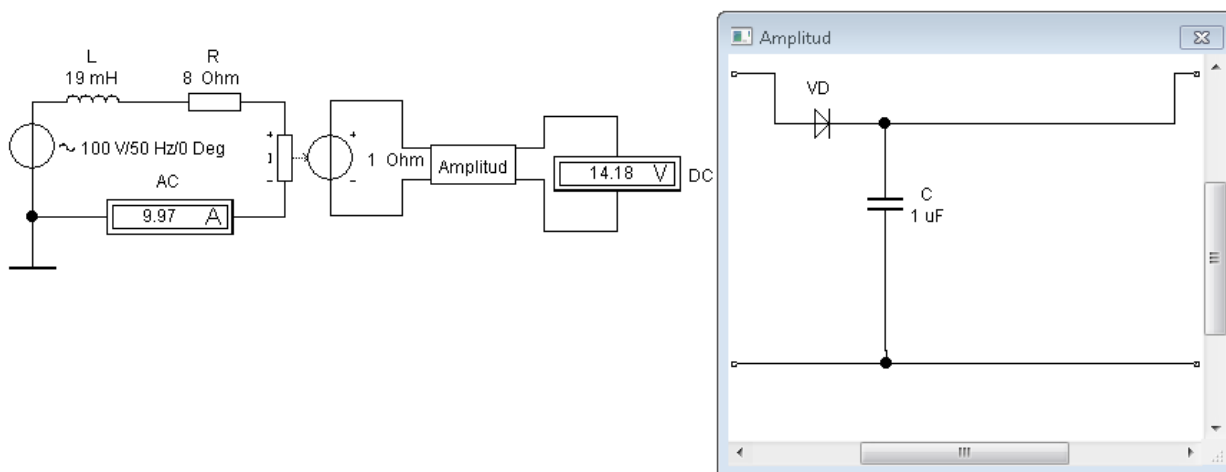 L
19 mH
R
8 Ohm
100 V/50 Hz/0 Deg
AC
9.97 A
+
I
-
+
-
1 Ohm
Amplitud
14.18 V
DC
Amplitud
VD
C
1 uF